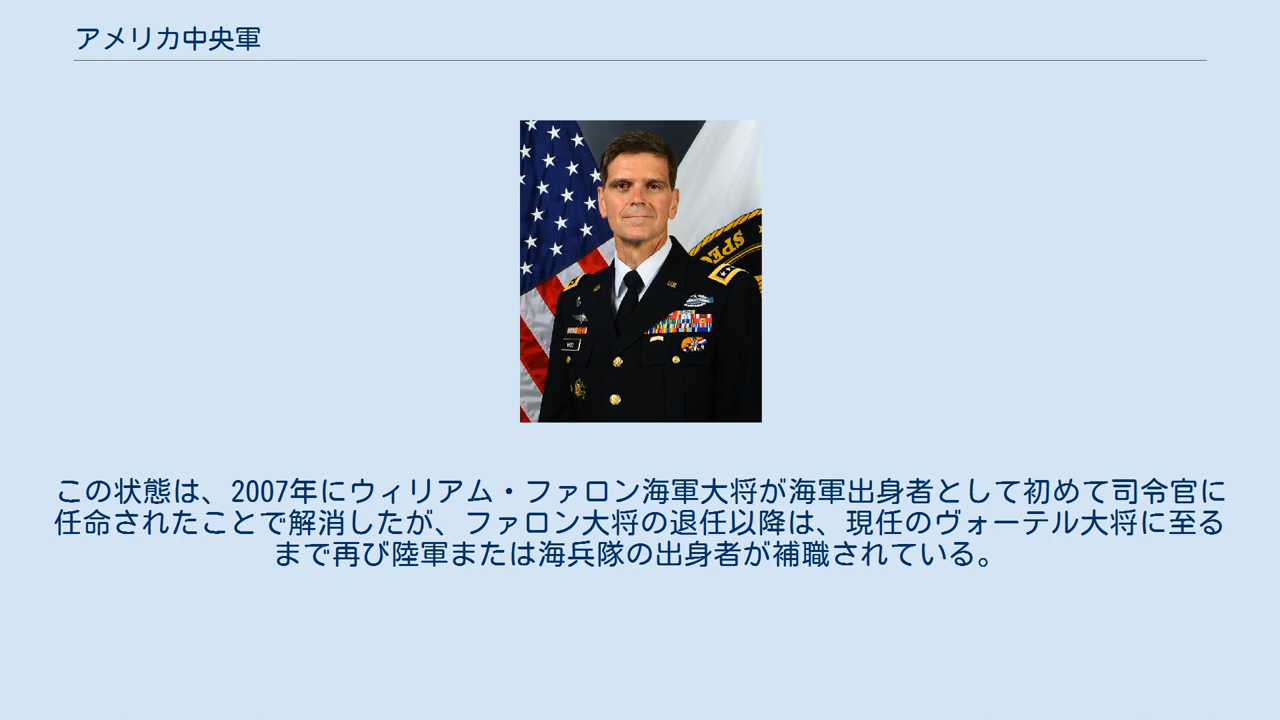 アメリカ中央軍
この状態は、2007年にウィリアム・ファロン海軍大将が海軍出身者として初めて司令官に
任命されたことで解消したが、ファロン大将の退任以降は、現任のヴォーテル大将に至る
まで再び陸軍または海兵隊の出身者が補職されている。